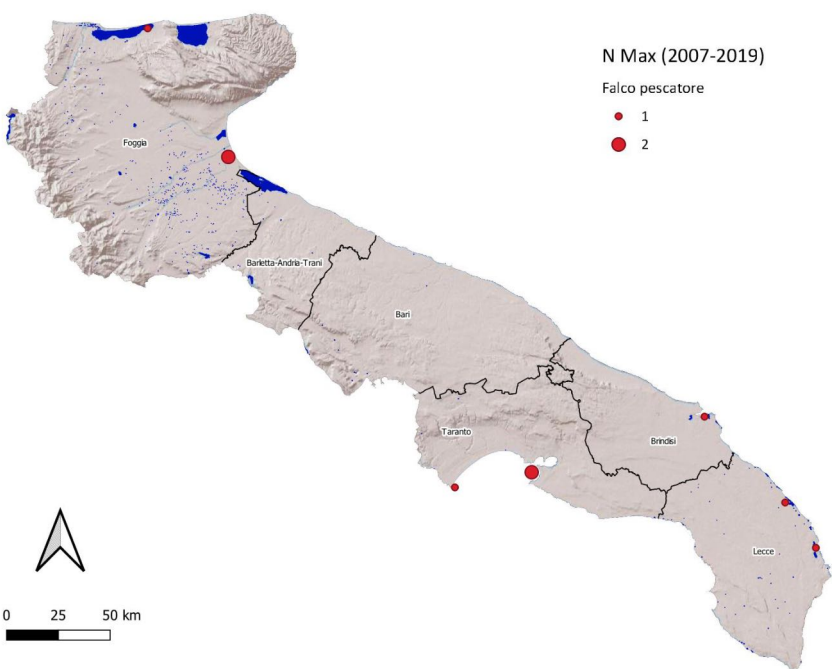 N Max (2007-2019)
Falco pescatore
1
2
Foggia
Barletta-Andria-Trani
Bari
Taranto
Brindisi
Lecce
0 25 50 km